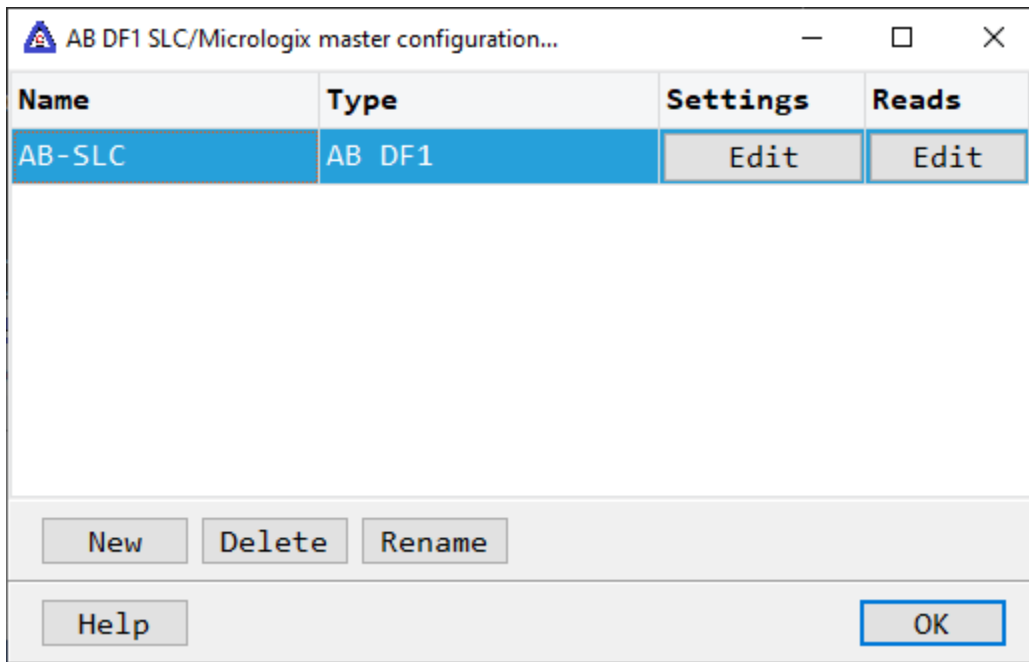 AB DF1 SLC/Micrologix master configuration...
Name Type Settings Reads
AB-SLC AB DF1 Edit Edit
New Delete Rename
Help OK